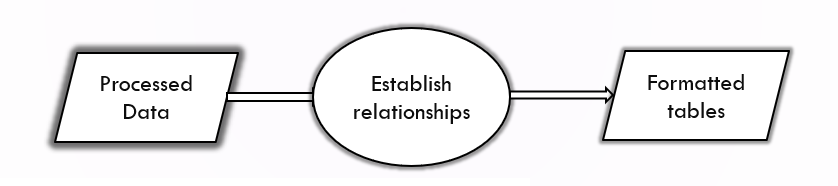 Processed
Data
Establish
relationships
Formatted
tables